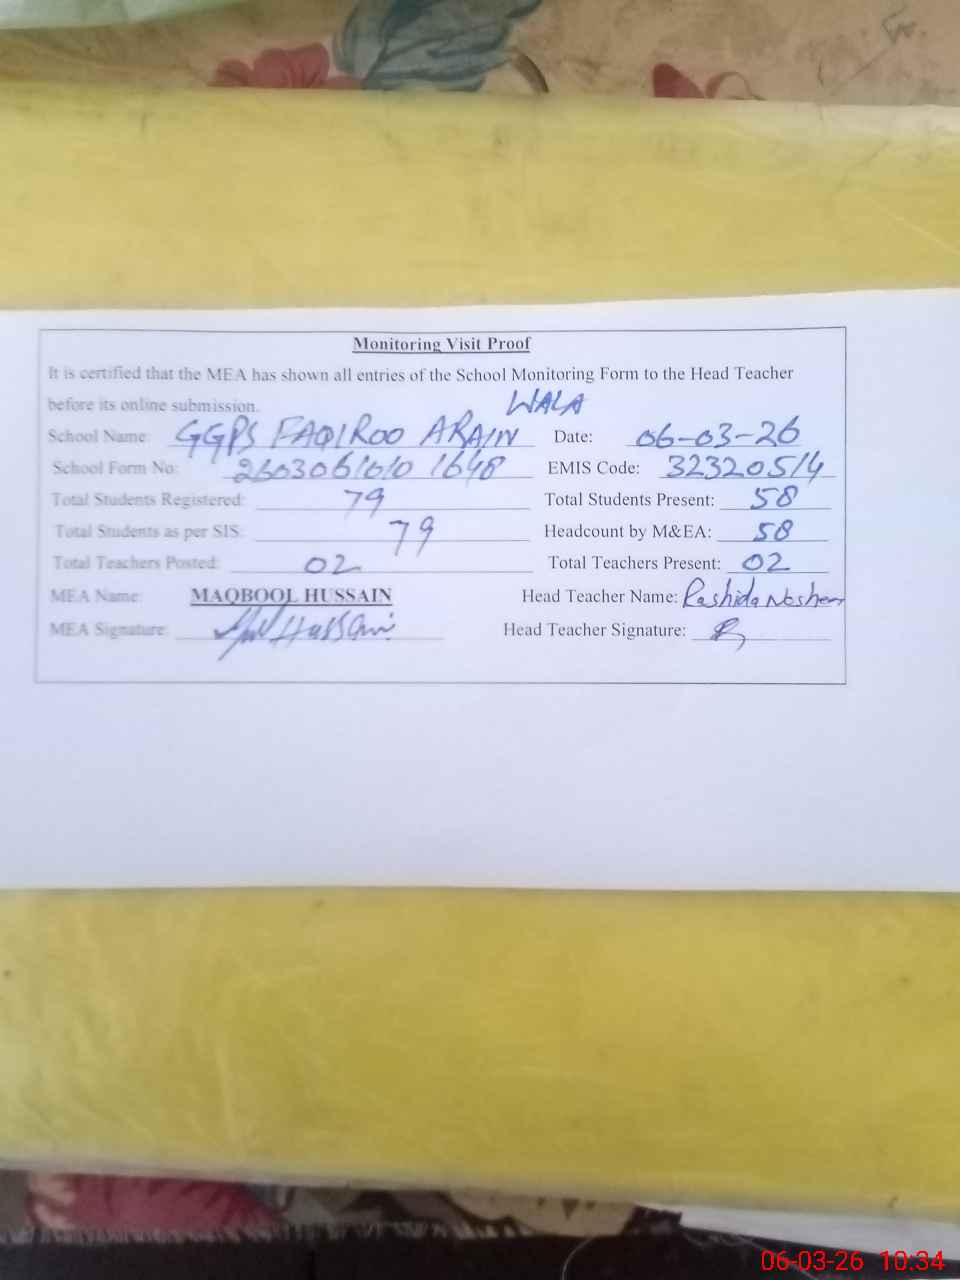 Monitoring Visit Proof
It is certified that the MEA has shown all entries of the School Monitoring Form to the Head Teacher
before its online submission.
WALA
School Name: GGPS FAQIROO ARAIN Date: 06-03-26
School Form No: 26030610101648 EMIS Code: 32320514
Total Students Registered: 79 Total Students Present: 58
Total Students as per SIS: 79 Headcount by M&EA: 58
Total Teachers Posted: 02 Total Teachers Present: 02
MEA Name: MAQBOOL HUSSAIN Head Teacher Name: Rashida
MEA Signature: Hussain Head Teacher Signature:
06-03-26 10:34